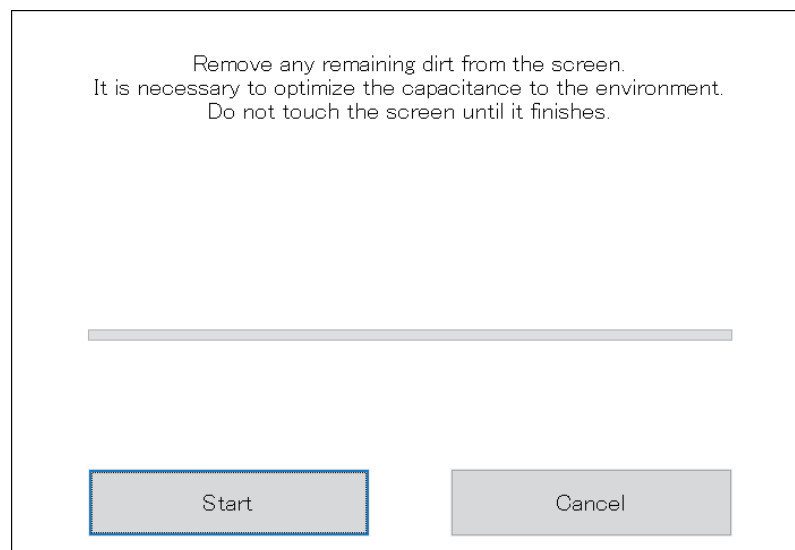 Remove any remaining dirt from the screen.
It is necessary to optimize the capacitance to the environment.
Do not touch the screen until it finishes.
Start
Cancel